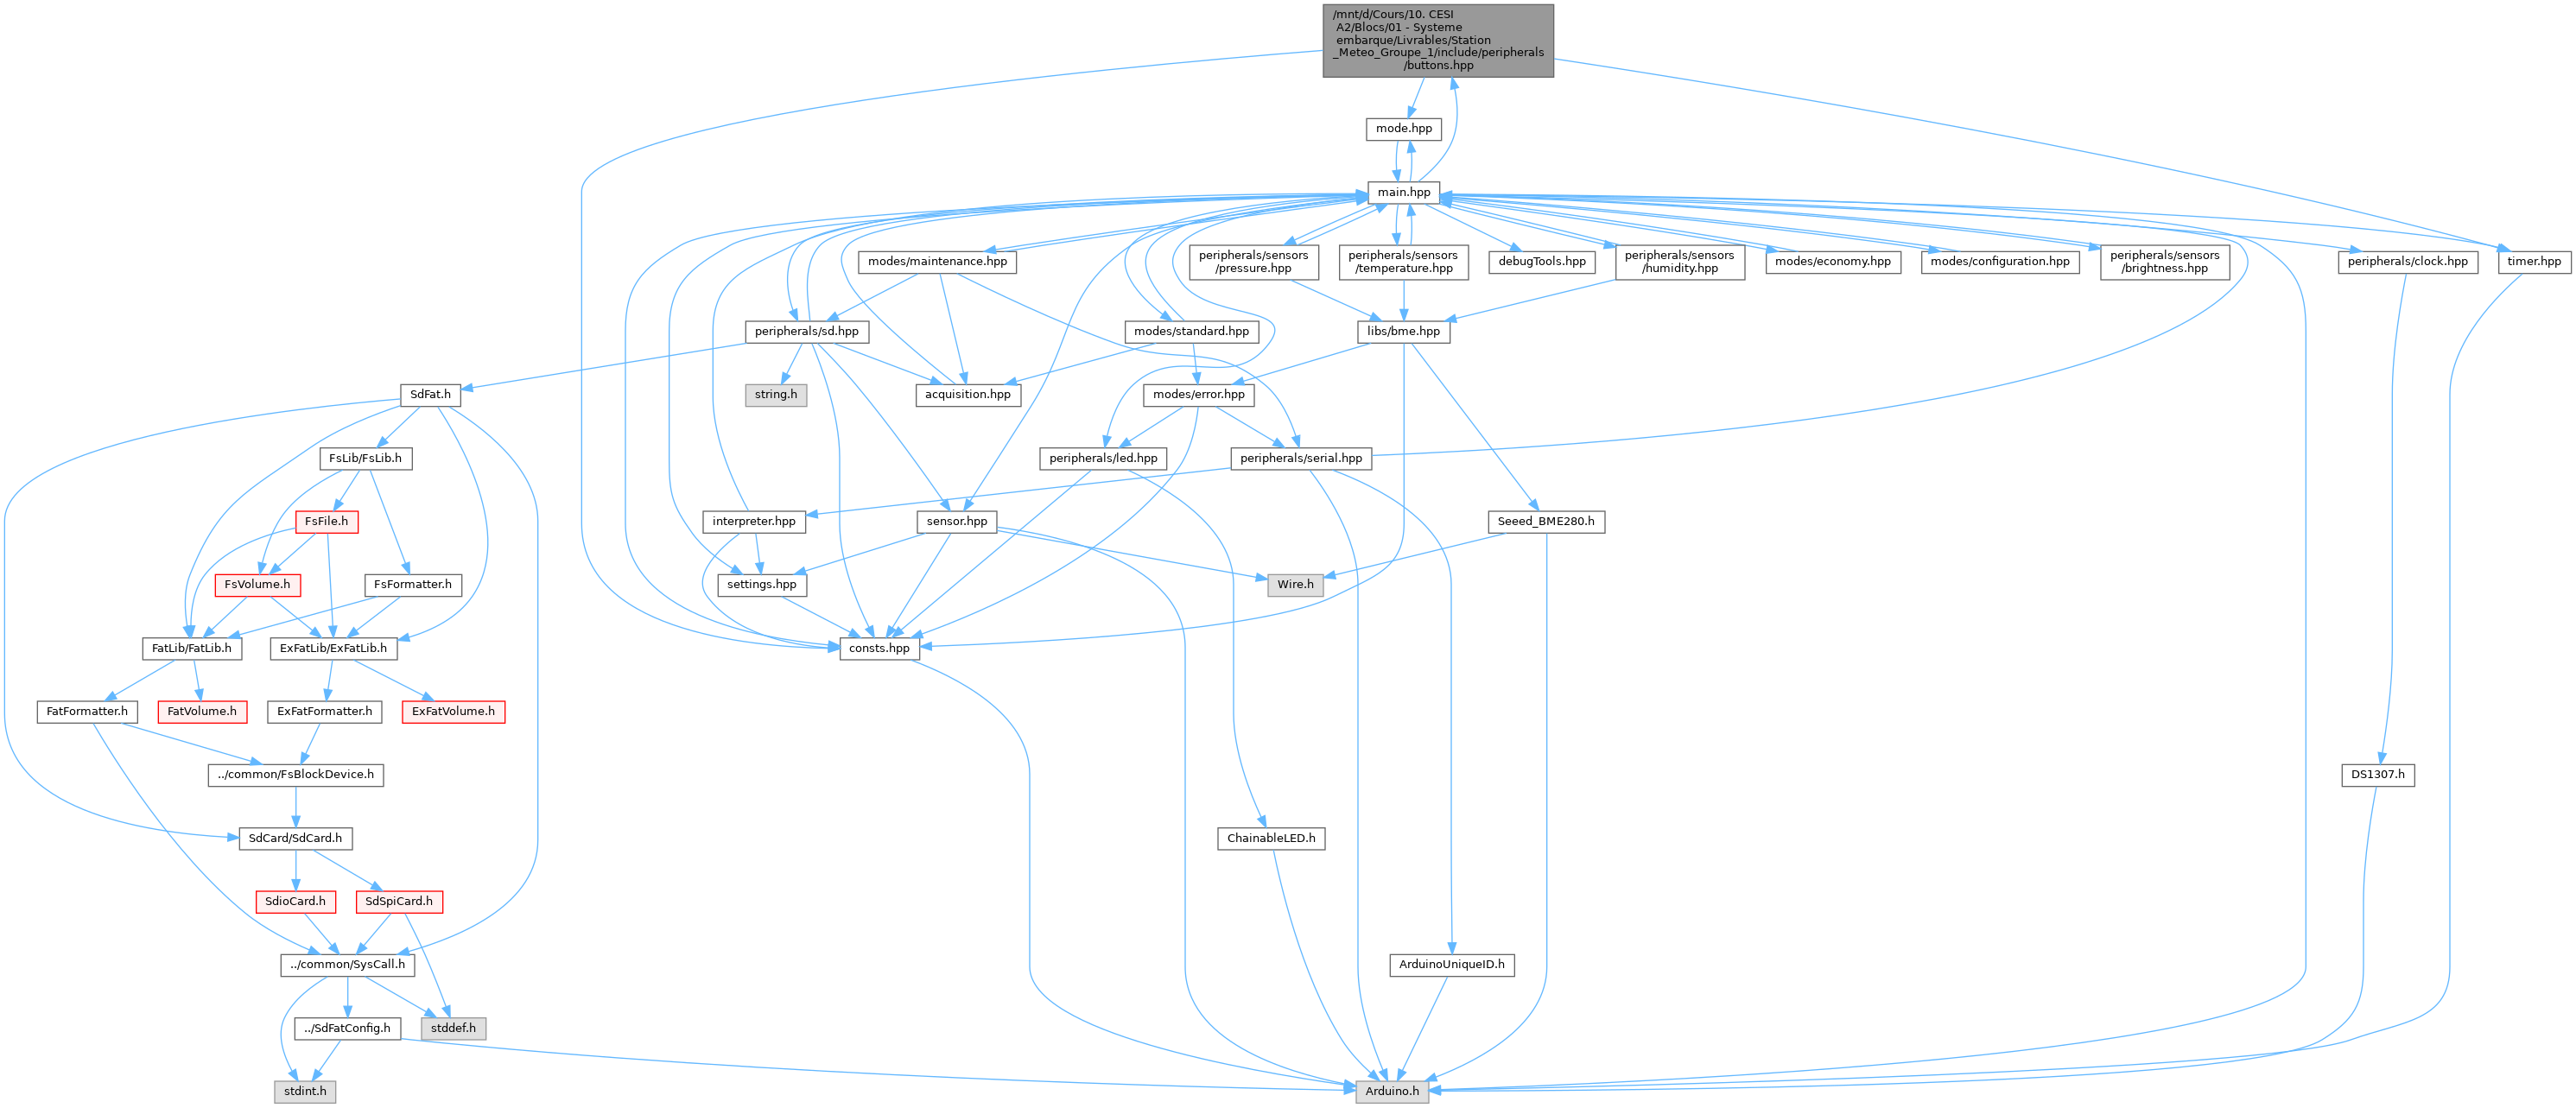 /mnt/d/Cours/10. CESI
A2/Blocs/01 - Systeme
embarque/Livrables/Station
_Meteo_Groupe_1/include/peripherals
/buttons.hpp
mode.hpp
main.hpp
modes/maintenance.hpp
peripherals/sensors
/pressure.hpp
peripherals/sensors
/temperature.hpp
debugTools.hpp
peripherals/sensors
/humidity.hpp
modes/economy.hpp
modes/configuration.hpp
peripherals/sensors
/brightness.hpp
peripherals/clock.hpp
timer.hpp
peripherals/sd.hpp
modes/standard.hpp
libs/bme.hpp
SdFat.h
string.h
acquisition.hpp
modes/error.hpp
FsLib/FsLib.h
peripherals/led.hpp
peripherals/serial.hpp
FsFile.h
interpreter.hpp
sensor.hpp
Seeed_BME280.h
FsVolume.h
FsFormatter.h
settings.hpp
Wire.h
FatLib/FatLib.h
ExFatLib/ExFatLib.h
consts.hpp
FatFormatter.h
FatVolume.h
ExFatFormatter.h
ExFatVolume.h
../common/FsBlockDevice.h
DS1307.h
SdCard/SdCard.h
ChainableLED.h
SdioCard.h
SdSpiCard.h
../common/SysCall.h
ArduinoUniqueID.h
../SdFatConfig.h
stddef.h
stdint.h
Arduino.h